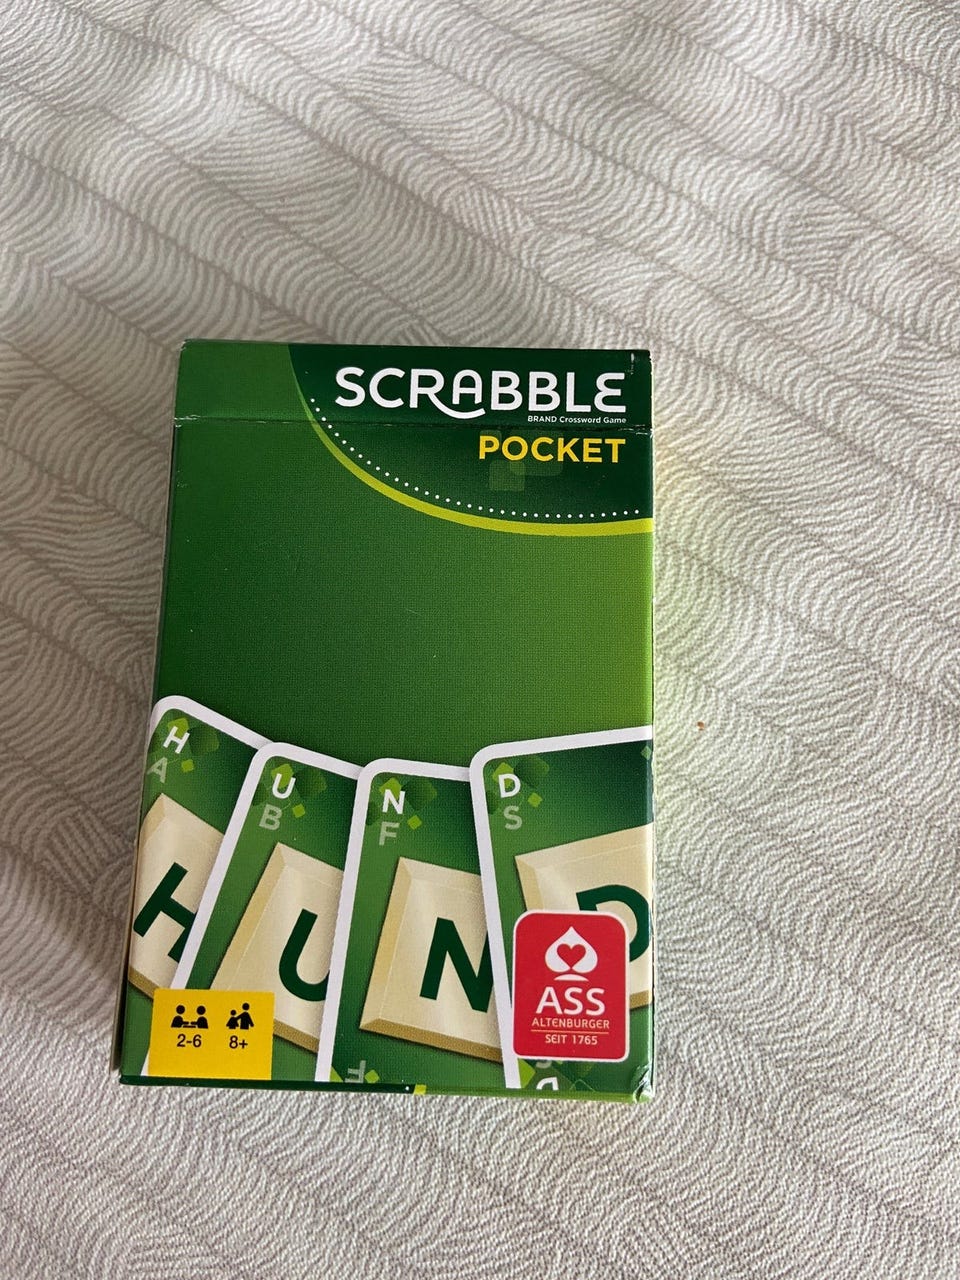 SCRABBLE
BRAND Crossword Game
POCKET
H
A
U
B
N
F
D
S
H
U
N
D
ASS
ALTENBURGER
SEIT 1765
2-6
8+
F
D